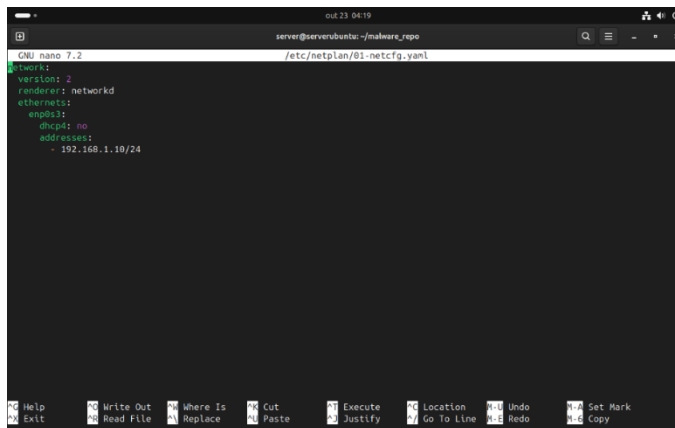 out 23 04:19
server@serverubuntu: ~/malware_repo
GNU nano 7.2 /etc/netplan/01-netcfg.yaml
network:
version: 2
renderer: networkd
ethernets:
enp0s3:
dhcp4: no
addresses:
- 192.168.1.10/24
^G Help ^O Write Out ^W Where Is ^K Cut ^T Execute ^C Location M-U Undo M-A Set Mark
^X Exit ^R Read File ^\ Replace ^U Paste ^J Justify ^/ Go To Line M-E Redo M-6 Copy